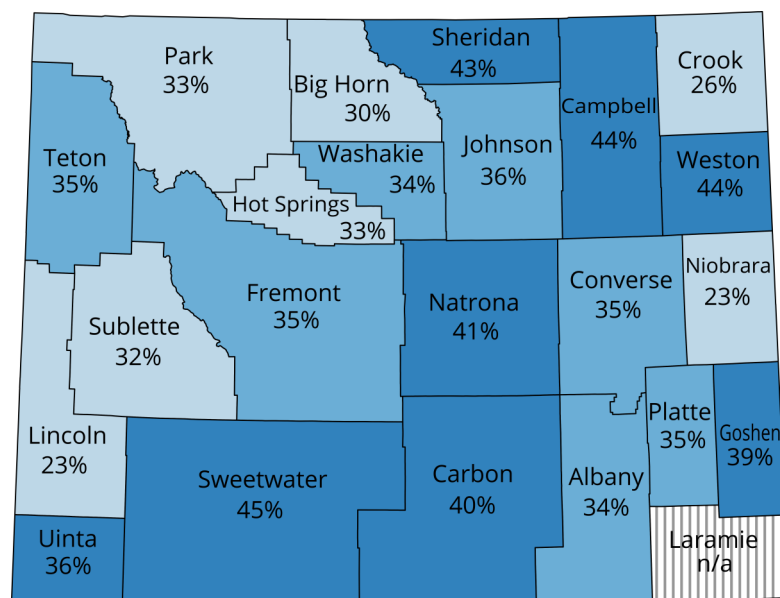 Park
33%
Big Horn
30%
Sheridan
43%
Campbell
44%
Crook
26%
Teton
35%
Washakie
34%
Johnson
36%
Weston
44%
Hot Springs
33%
Fremont
35%
Natrona
41%
Converse
35%
Niobrara
23%
Sublette
32%
Lincoln
23%
Platte
35%
Goshen
39%
Sweetwater
45%
Carbon
40%
Albany
34%
Uinta
36%
Laramie
n/a